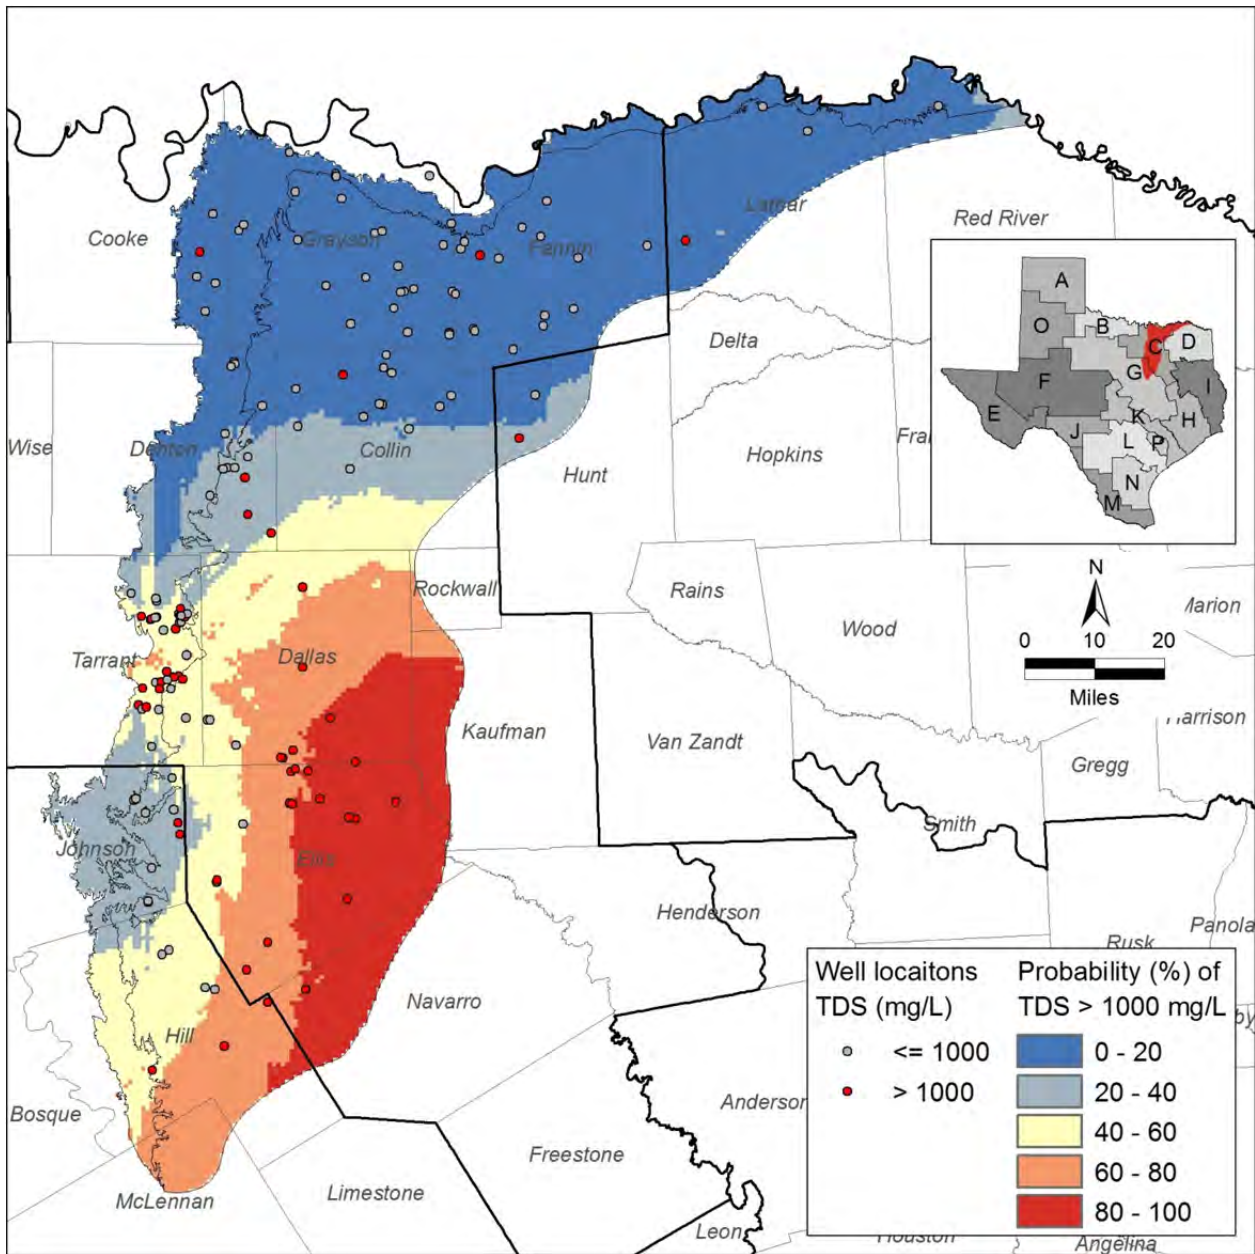 Cooke
Grayson
Fannin
Lamar
Red River
Delta
Wise
Denton
Collin
Hunt
Hopkins
Fran
A
O
B
C
D
G
F
I
E
K
H
J
L
P
N
M
N
0 10 20
Miles
Rockwall
Rains
Wood
Marion
Tarrant
Dallas
Kaufman
Van Zandt
Harrison
Gregg
Smith
Johnson
Ellis
Henderson
Panola
Rusk
Navarro
Hill
Bosque
Anderson
Freestone
McLennan
Limestone
Leon
Houston
Angelina
by
Well locaitons
TDS (mg/L)
<= 1000
> 1000
Probability (%) of
TDS > 1000 mg/L
0 - 20
20 - 40
40 - 60
60 - 80
80 - 100